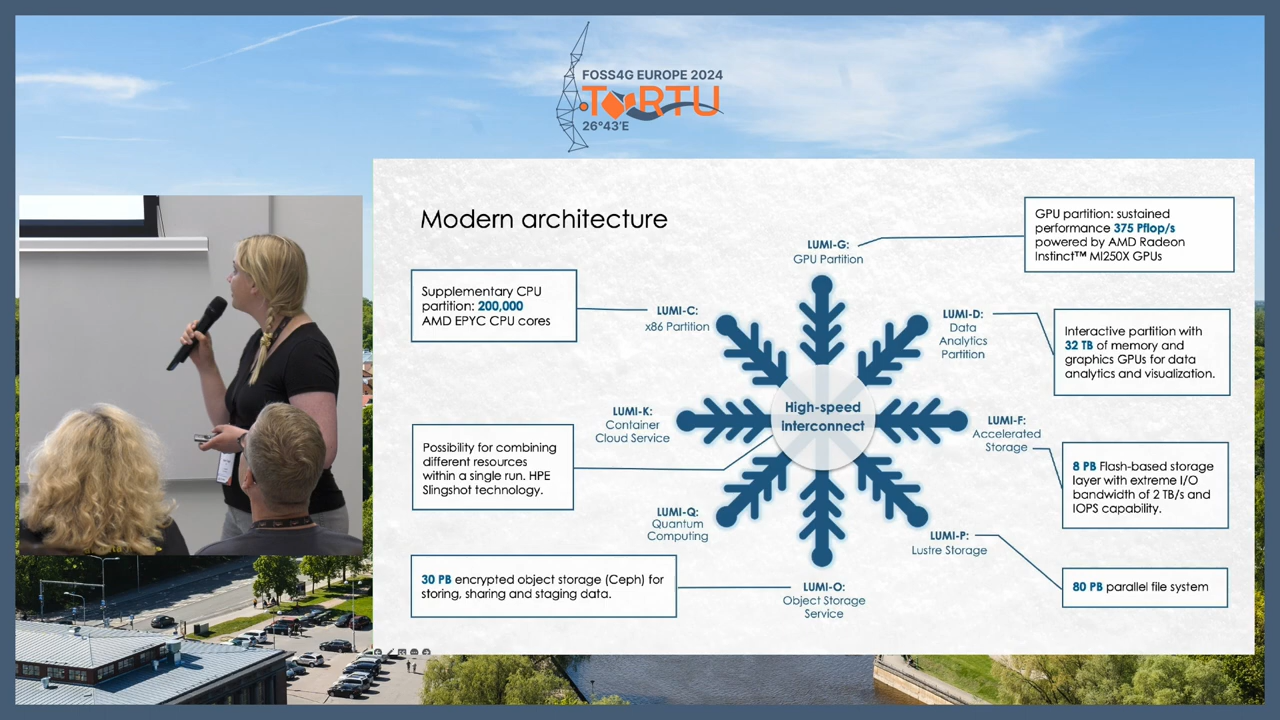 FOSS4G EUROPE 2024
TARTU
26°43'E
Modern architecture
LUMI-G:
GPU Partition
GPU partition: sustained
performance 375 Pflop/s
powered by AMD Radeon
Instinct™ MI250X GPUs
Supplementary CPU
partition: 200,000
AMD EPYC CPU cores
LUMI-C:
x86 Partition
LUMI-D:
Data
Analytics
Partition
Interactive partition with
32 TB of memory and
graphics GPUs for data
analytics and visualization.
High-speed
interconnect
LUMI-K:
Container
Cloud Service
LUMI-F:
Accelerated
Storage
Possibility for combining
different resources
within a single run. HPE
Slingshot technology.
8 PB Flash-based storage
layer with extreme I/O
bandwidth of 2 TB/s and
IOPS capability.
LUMI-Q:
Quantum
Computing
LUMI-P:
Lustre Storage
30 PB encrypted object storage (Ceph) for
storing, sharing and staging data.
LUMI-O:
Object Storage
Service
80 PB parallel file system